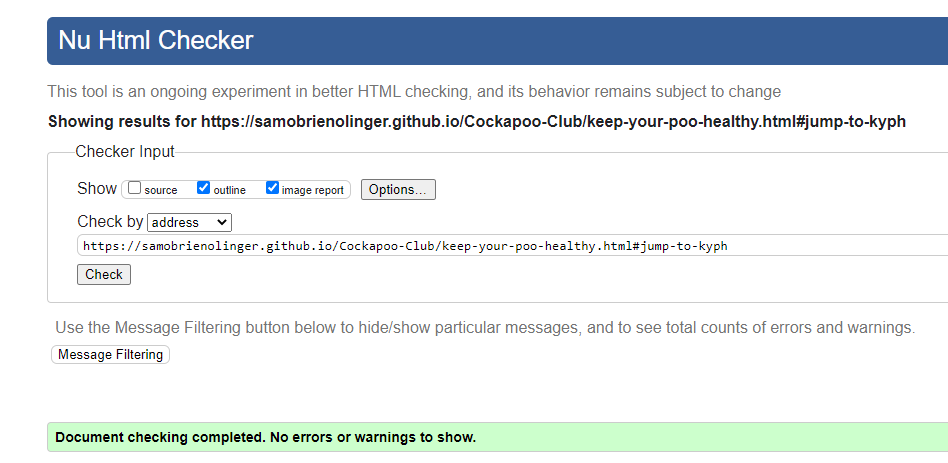 Nu Html Checker
This tool is an ongoing experiment in better HTML checking, and its behavior remains subject to change
Showing results for https://samobrienolinger.github.io/Cockapoo-Club/keep-your-poo-healthy.html#jump-to-kyph
Checker Input
Show source outline image report Options...
Check by address
https://samobrienolinger.github.io/Cockapoo-Club/keep-your-poo-healthy.html#jump-to-kyph
Check
Use the Message Filtering button below to hide/show particular messages, and to see total counts of errors and warnings.
Message Filtering
Document checking completed. No errors or warnings to show.